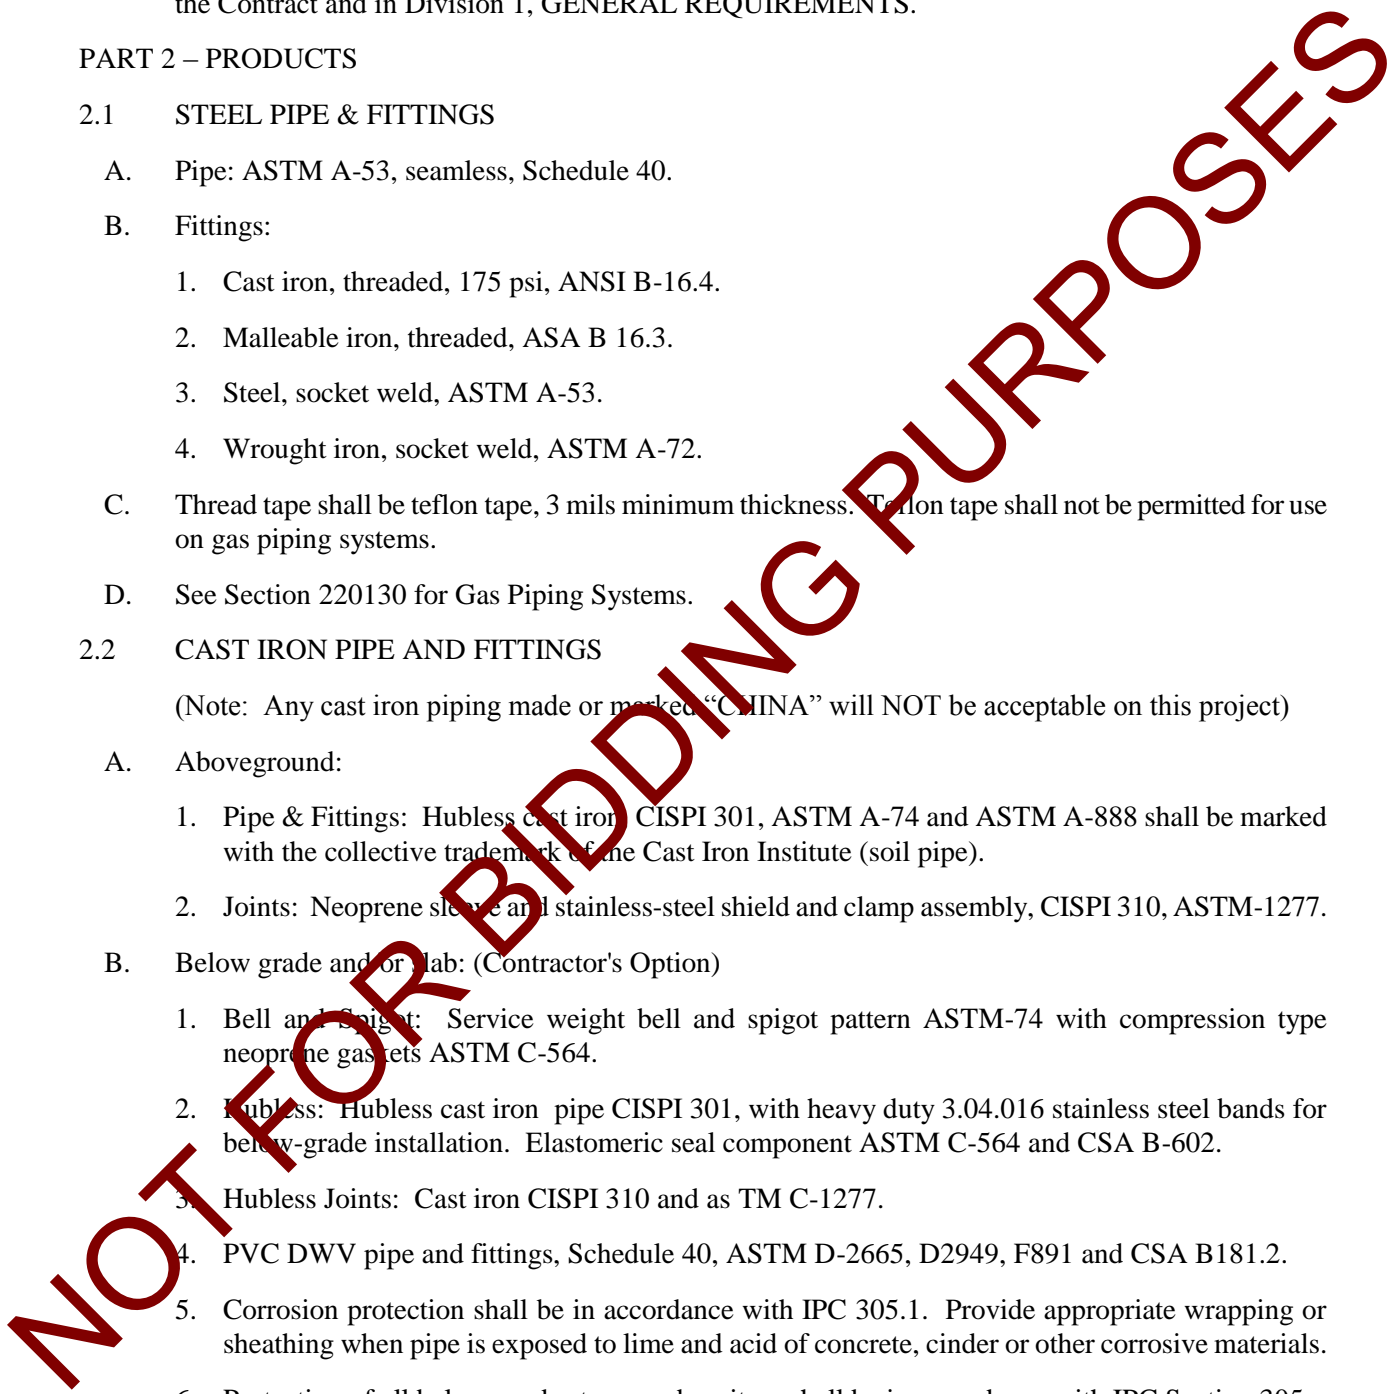 the Contract and in Division 1, GENERAL REQUIREMENTS.
PART 2 – PRODUCTS
2.1 STEEL PIPE & FITTINGS
A. Pipe: ASTM A-53, seamless, Schedule 40.
B. Fittings:
1. Cast iron, threaded, 175 psi, ANSI B-16.4.
2. Malleable iron, threaded, ASA B 16.3.
3. Steel, socket weld, ASTM A-53.
4. Wrought iron, socket weld, ASTM A-72.
C. Thread tape shall be teflon tape, 3 mils minimum thickness. Teflon tape shall not be permitted for use
on gas piping systems.
D. See Section 220130 for Gas Piping Systems.
2.2 CAST IRON PIPE AND FITTINGS
(Note: Any cast iron piping made or marked “CHINA” will NOT be acceptable on this project)
A. Aboveground:
1. Pipe & Fittings: Hubless cast iron, CISPI 301, ASTM A-74 and ASTM A-888 shall be marked
with the collective trademark of the Cast Iron Institute (soil pipe).
2. Joints: Neoprene sleeve and stainless-steel shield and clamp assembly, CISPI 310, ASTM-1277.
B. Below grade and/or slab: (Contractor's Option)
1. Bell and Spigot: Service weight bell and spigot pattern ASTM-74 with compression type
neoprene gaskets ASTM C-564.
2. Hubless: Hubless cast iron pipe CISPI 301, with heavy duty 3.04.016 stainless steel bands for
below-grade installation. Elastomeric seal component ASTM C-564 and CSA B-602.
3. Hubless Joints: Cast iron CISPI 310 and as TM C-1277.
4. PVC DWV pipe and fittings, Schedule 40, ASTM D-2665, D2949, F891 and CSA B181.2.
5. Corrosion protection shall be in accordance with IPC 305.1. Provide appropriate wrapping or
sheathing when pipe is exposed to lime and acid of concrete, cinder or other corrosive materials.
NOT FOR BIDDING PURPOSES